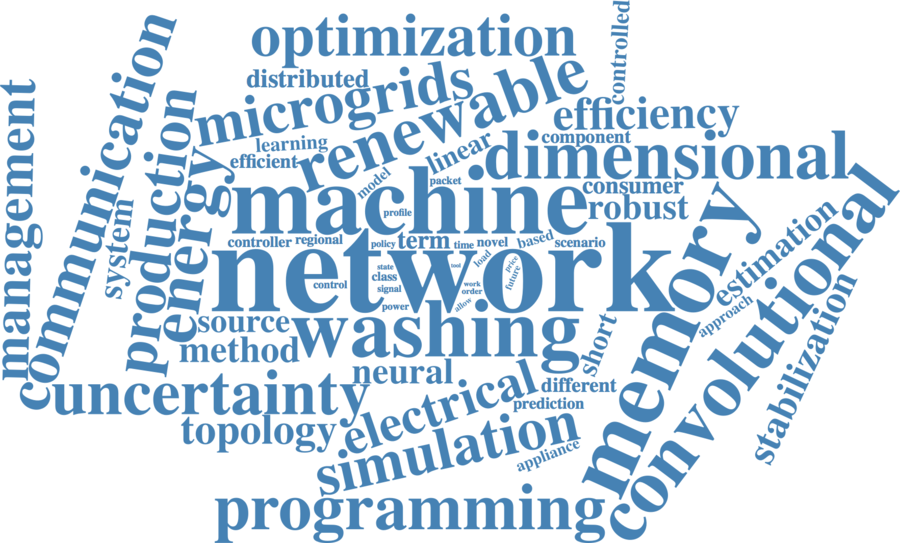 controlled
optimization
communication
distributed
microgrids
renewable
management
production
efficiency
component
learning
linear
dimensional
efficient
energy
model
packet
machine
consumer
robust
convolutional
memory
profile
system
controller
regional
policy
term
time
novel
based
scenario
estimation
network
state
tool
load
price
class
future
control
signal
work
order
power
allow
approach
source
washing
short
stabilization
method
neural
uncertainty
electrical
different
prediction
topology
simulation
appliance
programming